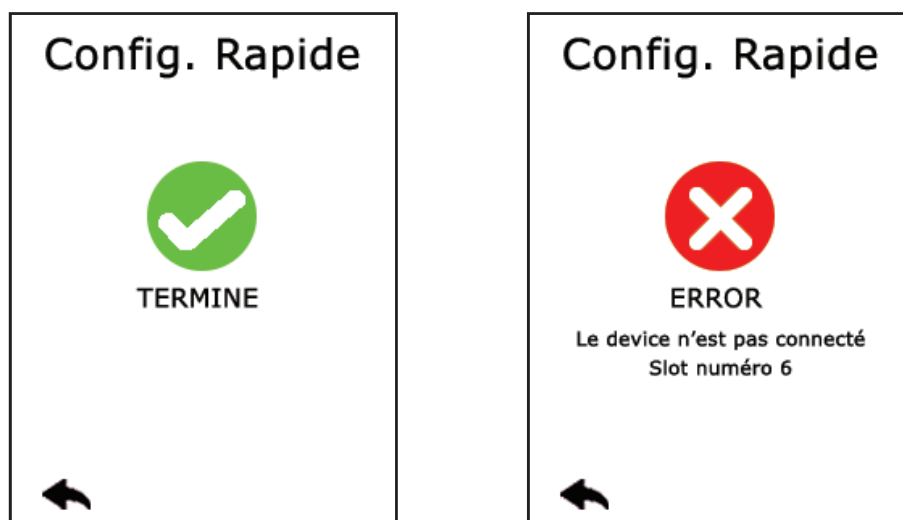 Config. Rapide
TERMINE
Config. Rapide
ERROR
Le device n'est pas connecté
Slot numéro 6